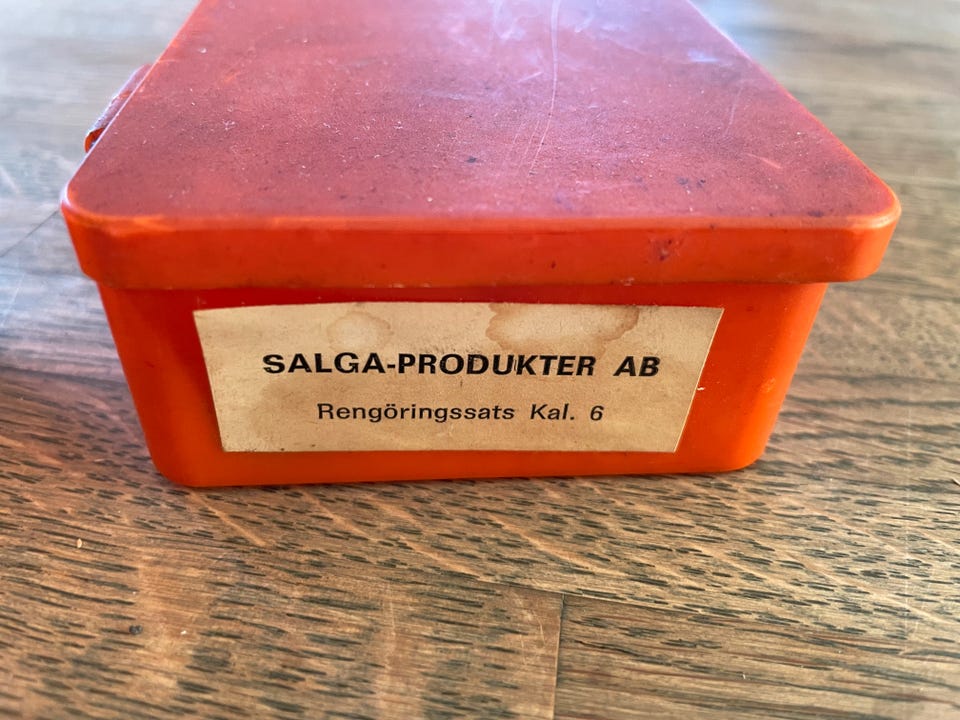 SALGA-PRODUKTER AB
Rengöringssats Kal. 6